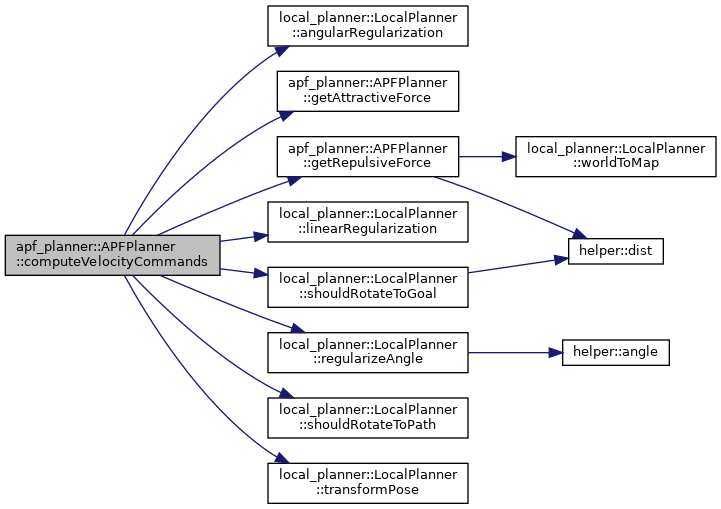 local_planner::LocalPlanner
::angularRegularization
apf_planner::APFPlanner
::getAttractiveForce
apf_planner::APFPlanner
::getRepulsiveForce
local_planner::LocalPlanner
::worldToMap
local_planner::LocalPlanner
::linearRegularization
apf_planner::APFPlanner
::computeVelocityCommands
helper::dist
local_planner::LocalPlanner
::shouldRotateToGoal
local_planner::LocalPlanner
::regularizeAngle
helper::angle
local_planner::LocalPlanner
::shouldRotateToPath
local_planner::LocalPlanner
::transformPose